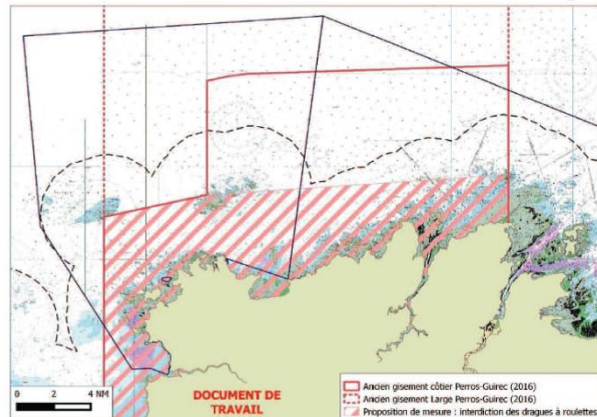 0 2 4 NM
DOCUMENT DE
TRAVAIL
Ancien gisement côtier Perros-Guirec (2016)
Ancien gisement Large Perros-Guirec (2016)
Proposition de mesure : interdiction des dragues à roulettes